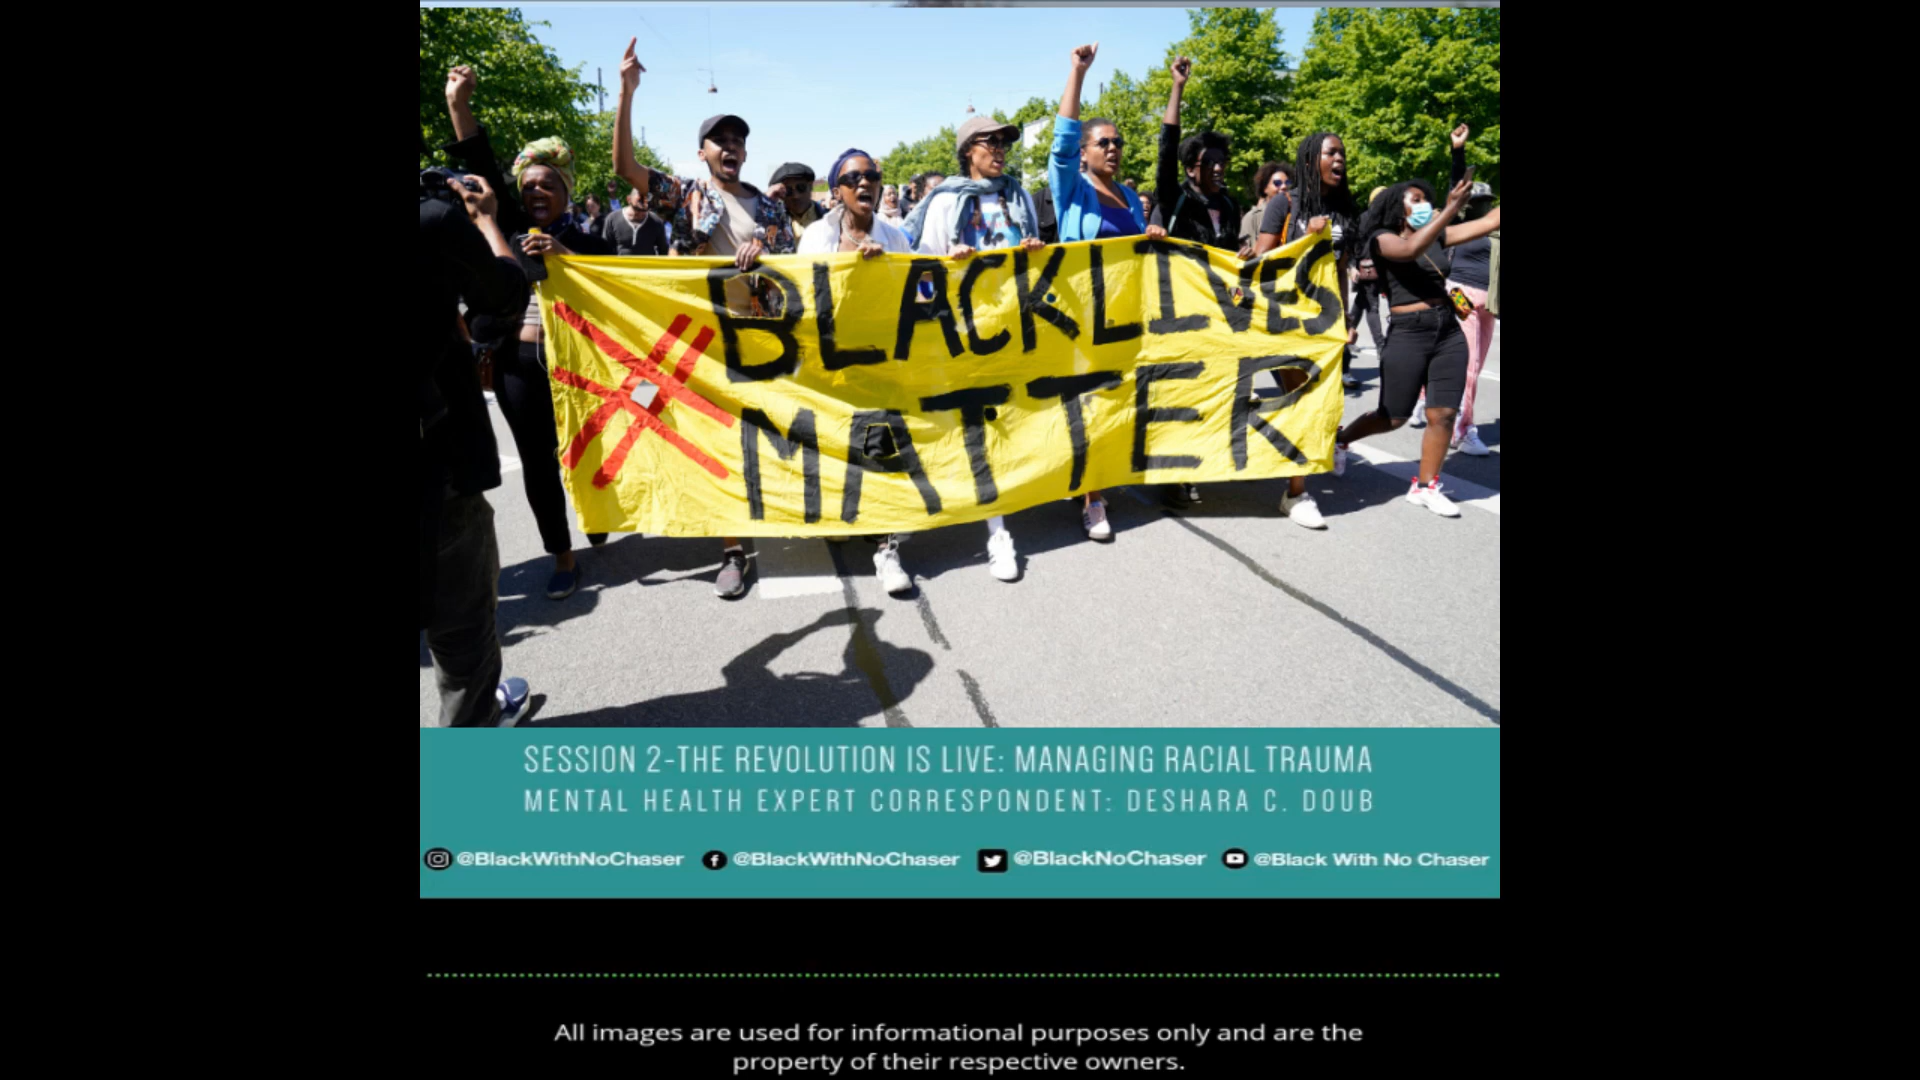 # BLACK LIVES
MATTER
SESSION 2-THE REVOLUTION IS LIVE: MANAGING RACIAL TRAUMA
MENTAL HEALTH EXPERT CORRESPONDENT: DESHARA C. DOUB
@BlackWithNoChaser @BlackWithNoChaser @BlackNoChaser @Black With No Chaser
All images are used for informational purposes only and are the
property of their respective owners.